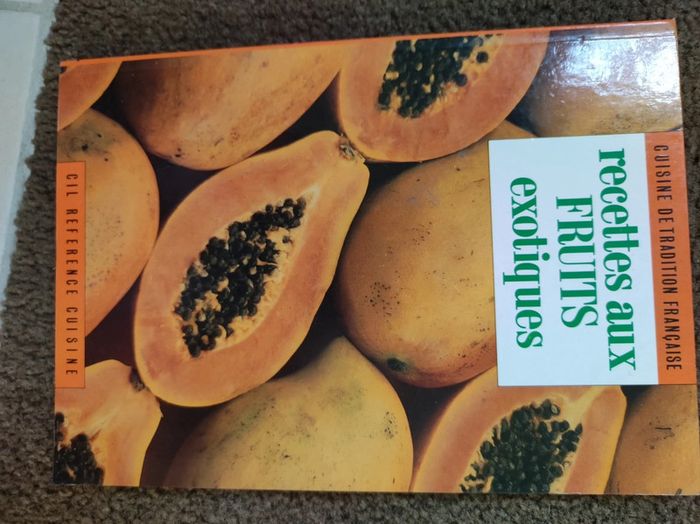 CUISINE DE TRADITION FRANÇAISE
recettes aux
FRUITS
exotiques
CIL REFERENCE CUISINE